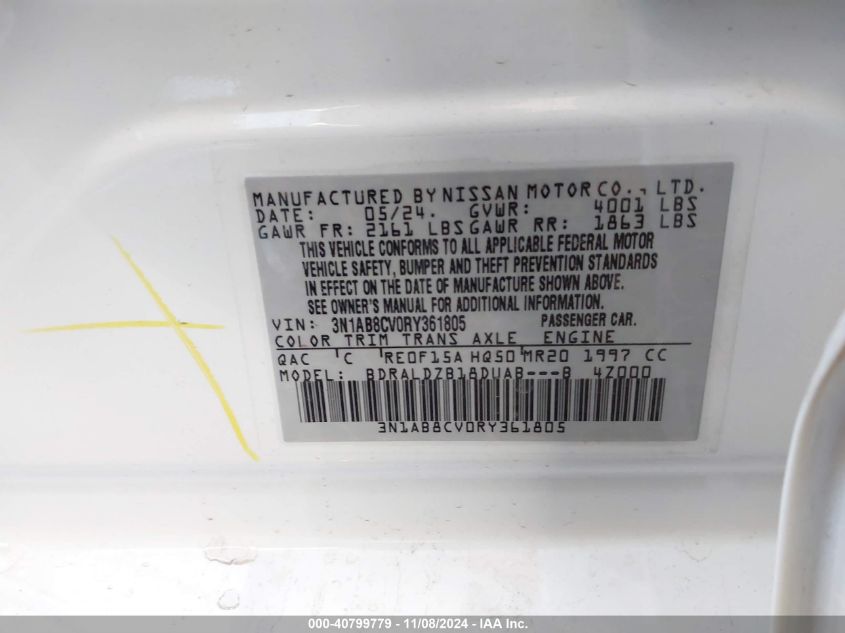 MANUFACTURED BY NISSAN MOTOR CO., LTD.
DATE: 05/24. GVWR: 4001 LBS
GAWR FR: 2161 LBS GAWR RR: 1863 LBS
THIS VEHICLE CONFORMS TO ALL APPLICABLE FEDERAL MOTOR
VEHICLE SAFETY, BUMPER AND THEFT PREVENTION STANDARDS
IN EFFECT ON THE DATE OF MANUFACTURE SHOWN ABOVE.
SEE OWNER'S MANUAL FOR ADDITIONAL INFORMATION.
VIN: 3N1AB8CV0RY361805 PASSENGER CAR.
COLOR TRIM TRANS AXLE ENGINE
QAC C RE0F15A HQ50 MR20 1997 CC
MODEL: BDRALDZB18DUAB---B 4Z000
3N1AB8CV0RY361805
000-40799779 - 11/08/2024 - IAA Inc.